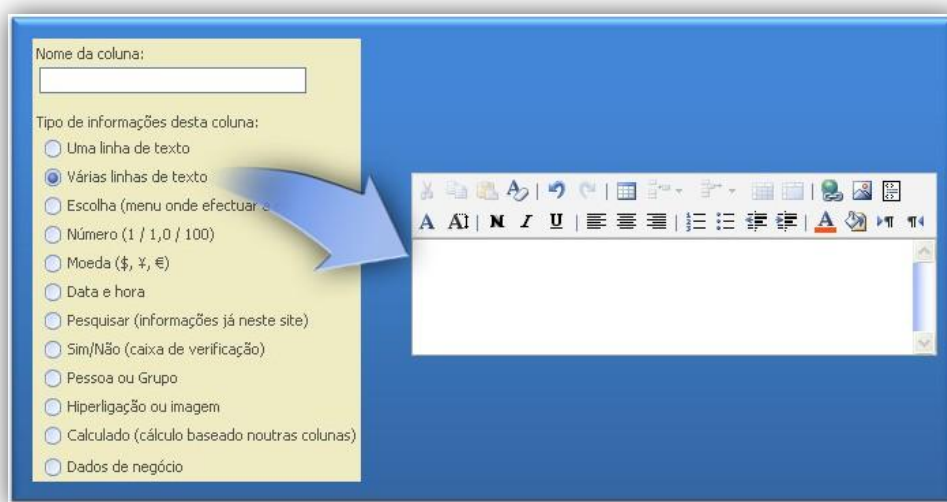 Nome da coluna:
Tipo de informações desta coluna:
Uma linha de texto
Várias linhas de texto
Escolha (menu onde efectuar
Número (1 / 1,0 / 100)
Moeda ($, ¥, €)
Data e hora
Pesquisar (informações já neste site)
Sim/Não (caixa de verificação)
Pessoa ou Grupo
Hiperligação ou imagem
Calculado (cálculo baseado noutras colunas)
Dados de negócio
A A N I U A